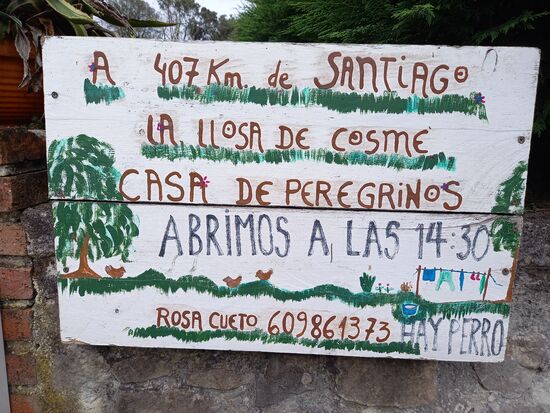 A 407 Km. de SANTIAGO
LA LLOSA DE COSME
CASA DE PEREGRINOS
ABRIMOS A LAS 14:30
ROSA CUETO 609861373
HAY PERRO